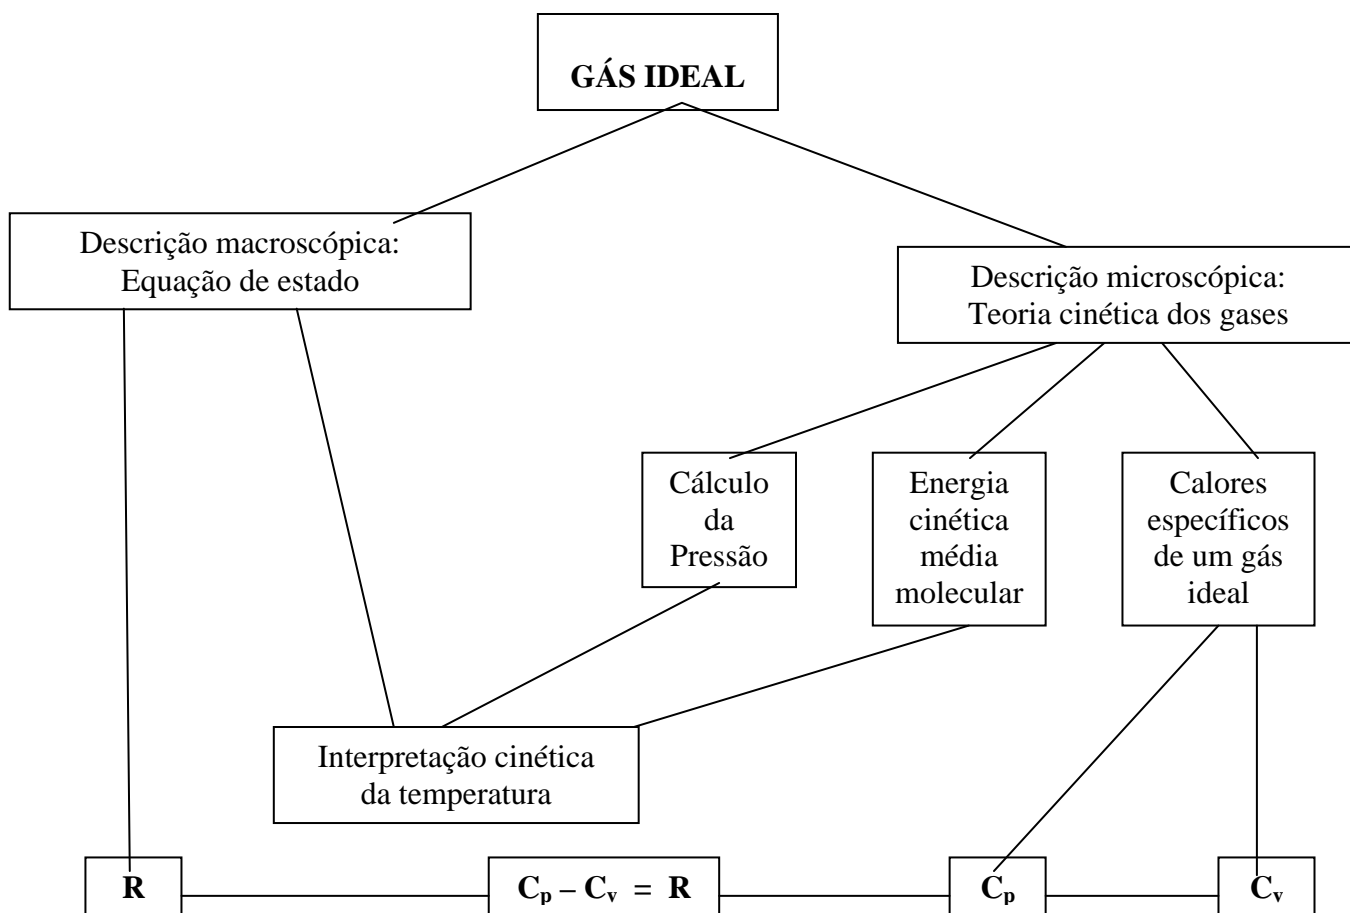 GÁS IDEAL
Descrição macroscópica:
Equação de estado
Descrição microscópica:
Teoria cinética dos gases
Cálculo
da
Pressão
Energia
cinética
média
molecular
Calores
específicos
de um gás
ideal
Interpretação cinética
da temperatura
R
Cp – Cv = R
Cp
Cv